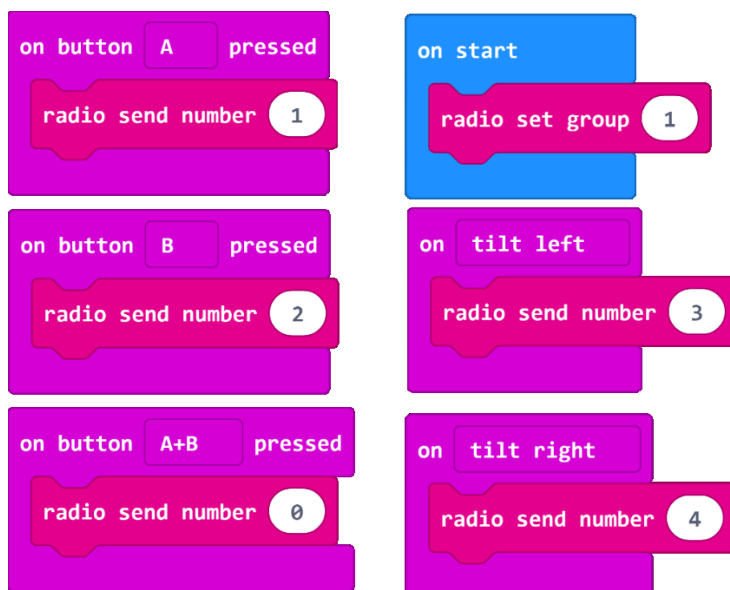 on button A pressed
radio send number 1
on start
radio set group 1
on button B pressed
radio send number 2
on tilt left
radio send number 3
on button A+B pressed
radio send number 0
on tilt right
radio send number 4